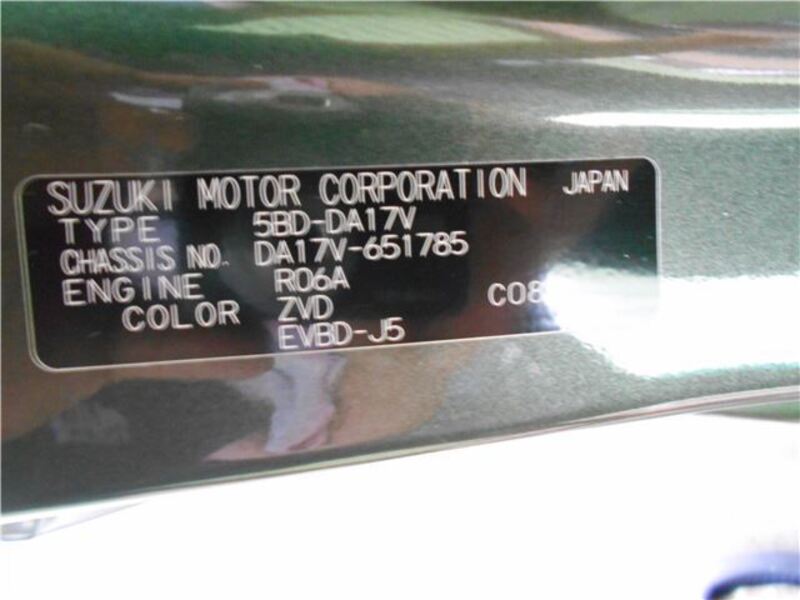 SUZUKI MOTOR CORPORATION JAPAN
TYPE 5BD-DA17V
CHASSIS NO. DA17V-651785
ENGINE R06A
COLOR ZVD
EVBD-J5